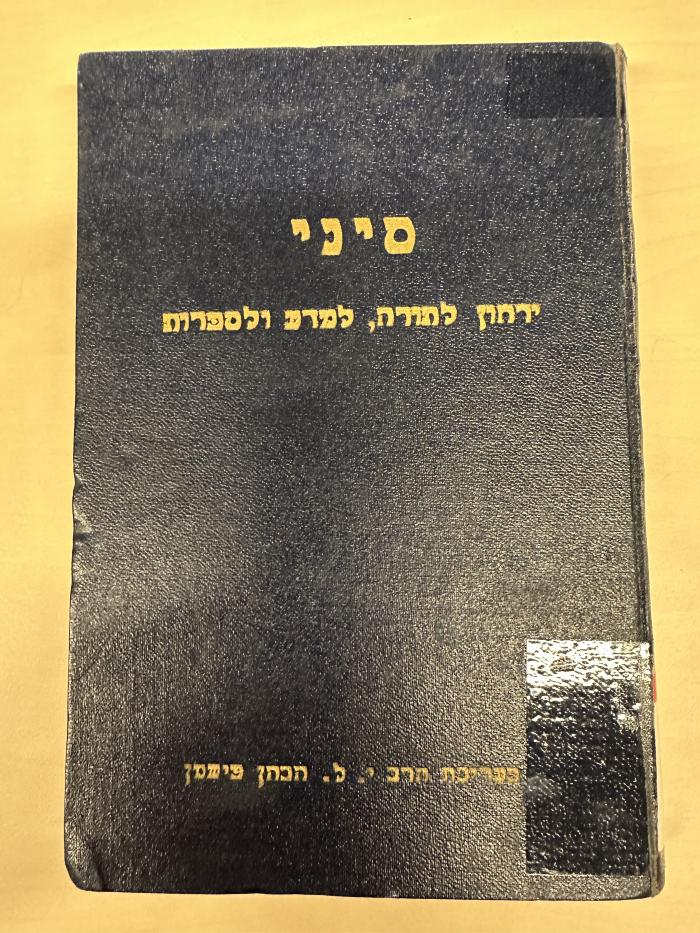 סיני
ירחון לתורה, למדע ולספרות
בעריכת הרב י. ל. הכהן פישמן